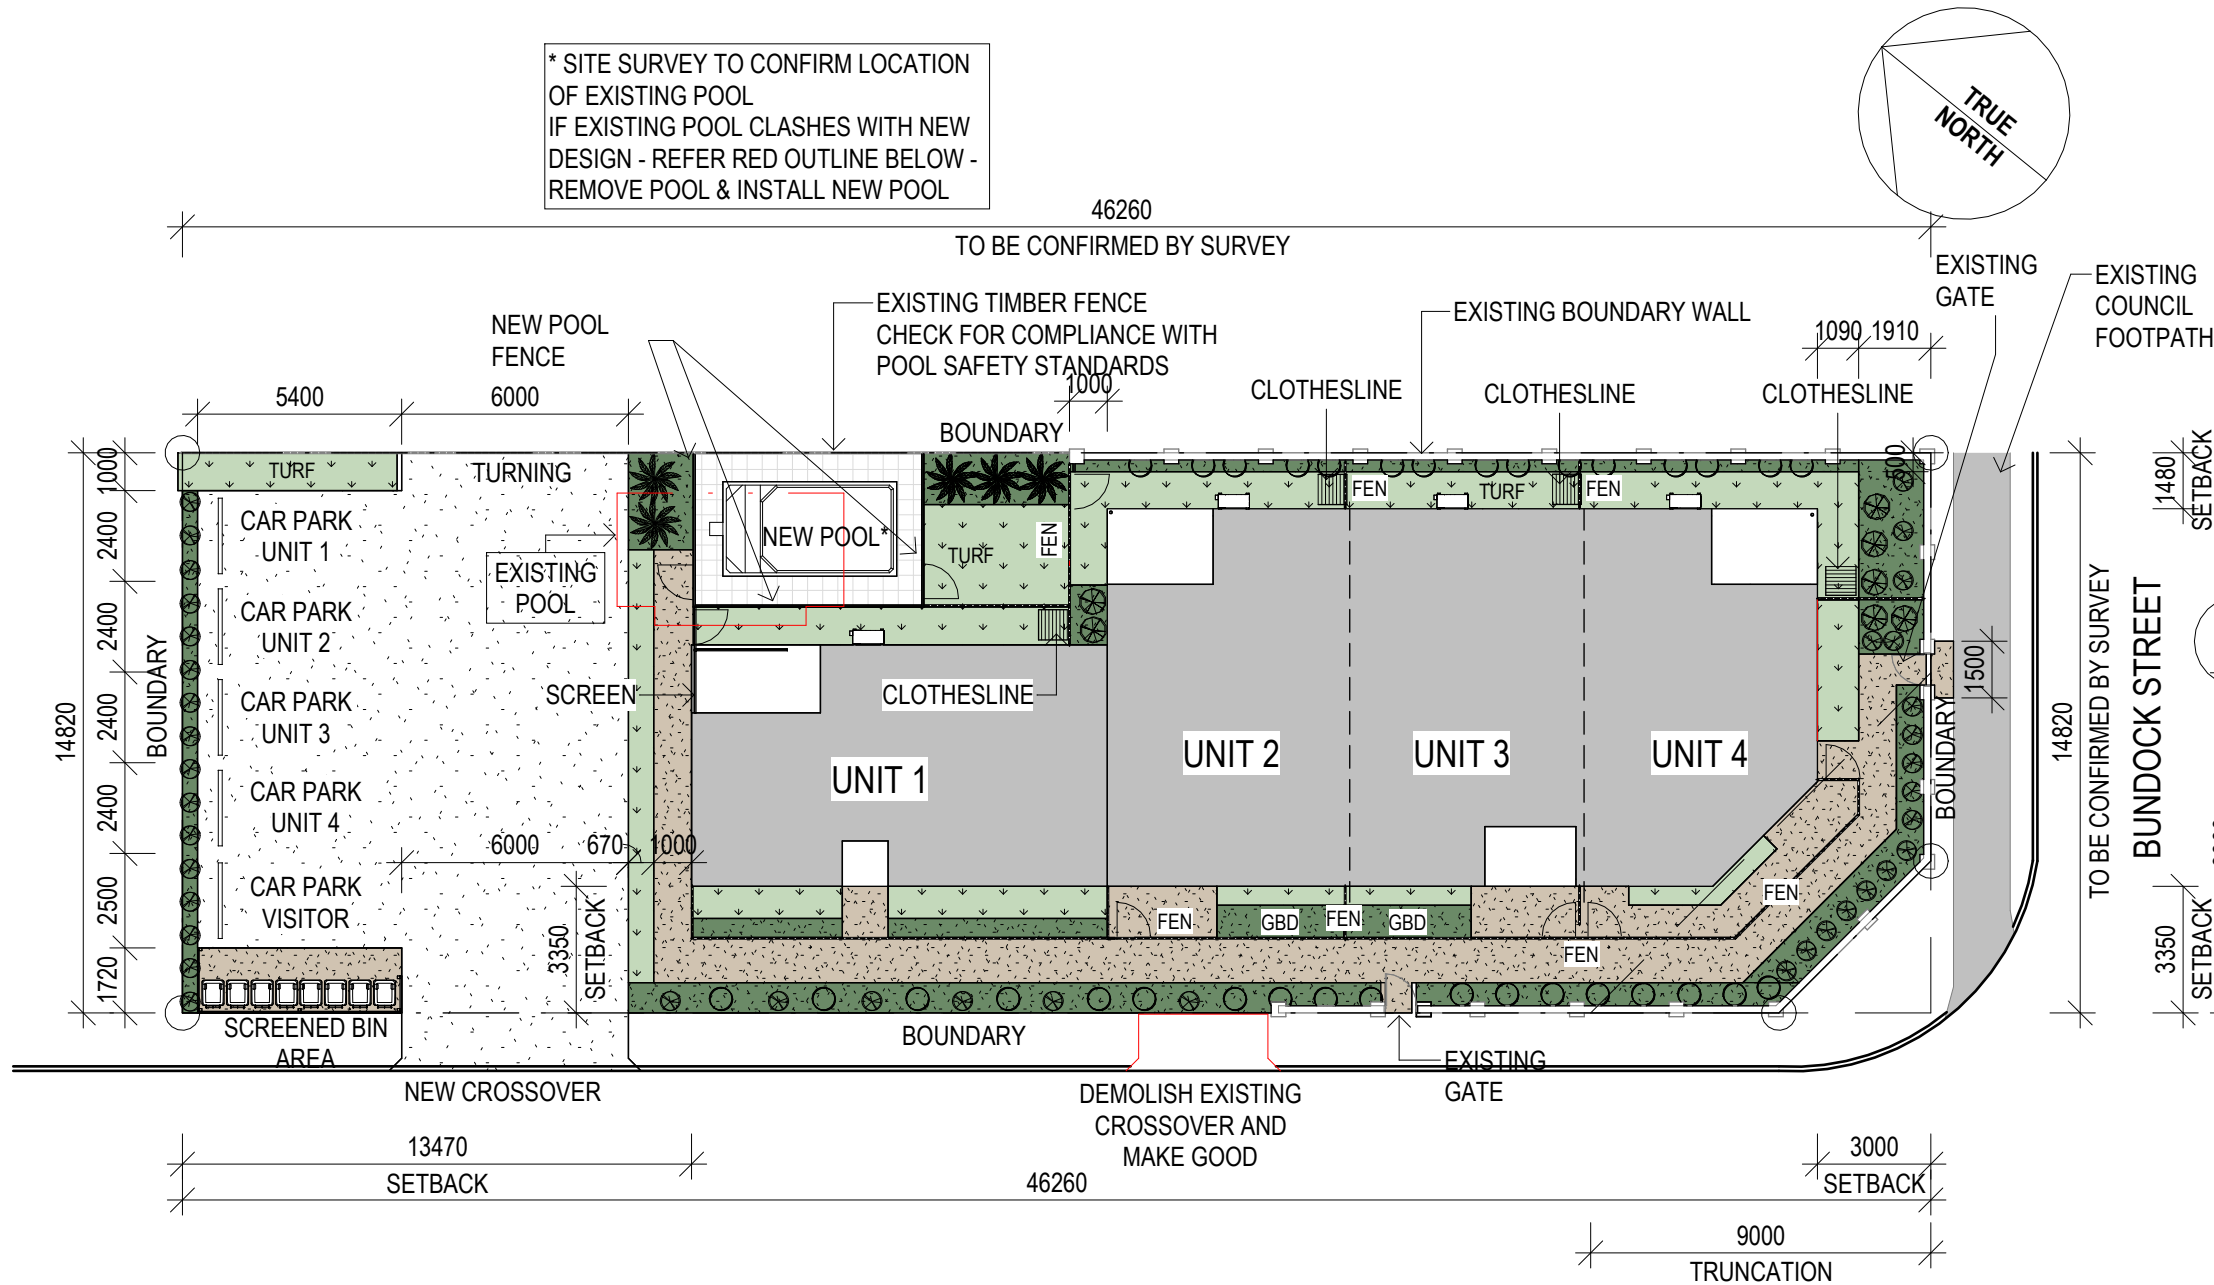 * SITE SURVEY TO CONFIRM LOCATION
OF EXISTING POOL
IF EXISTING POOL CLASHES WITH NEW
DESIGN - REFER RED OUTLINE BELOW -
REMOVE POOL & INSTALL NEW POOL
TRUE
NORTH
46260
TO BE CONFIRMED BY SURVEY
EXISTING
GATE
EXISTING
COUNCIL
FOOTPATH
NEW POOL
FENCE
EXISTING TIMBER FENCE
CHECK FOR COMPLIANCE WITH
POOL SAFETY STANDARDS
EXISTING BOUNDARY WALL
1090
1910
1000
CLOTHESLINE
CLOTHESLINE
CLOTHESLINE
5400
6000
BOUNDARY
1000
TURF
TURNING
FEN
TURF
FEN
600
1480
SETBACK
2400
CAR PARK
UNIT 1
NEW POOL*
TURF
FEN
EXISTING
POOL
2400
CAR PARK
UNIT 2
14820
BOUNDARY
2400
CAR PARK
UNIT 3
SCREEN
CLOTHESLINE
1500
BOUNDARY
14820
TO BE CONFIRMED BY SURVEY
BUNDOCK STREET
UNIT 1
UNIT 2
UNIT 3
UNIT 4
2400
CAR PARK
UNIT 4
6000
670
1000
2500
CAR PARK
VISITOR
3350
SETBACK
FEN
GBD
FEN
GBD
FEN
FEN
3350
SETBACK
1720
SCREENED BIN
AREA
BOUNDARY
NEW CROSSOVER
DEMOLISH EXISTING
CROSSOVER AND
MAKE GOOD
EXISTING
GATE
13470
SETBACK
3000
SETBACK
46260
9000
TRUNCATION